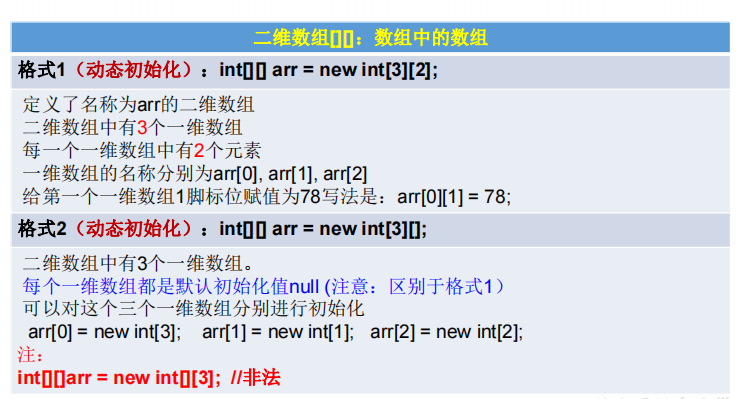 二维数组[][]：数组中的数组
格式1（动态初始化）：int[][] arr = new int[3][2];
定义了名称为arr的二维数组
二维数组中有3个一维数组
每一个一维数组中有2个元素
一维数组的名称分别为arr[0], arr[1], arr[2]
给第一个一维数组1脚标位赋值为78写法是：arr[0][1] = 78;
格式2（动态初始化）：int[][] arr = new int[3][];
二维数组中有3个一维数组。
每个一维数组都是默认初始化值null (注意：区别于格式1）
可以对这个三个一维数组分别进行初始化
arr[0] = new int[3]; arr[1] = new int[1]; arr[2] = new int[2];
注：
int[][]arr = new int[][3]; //非法